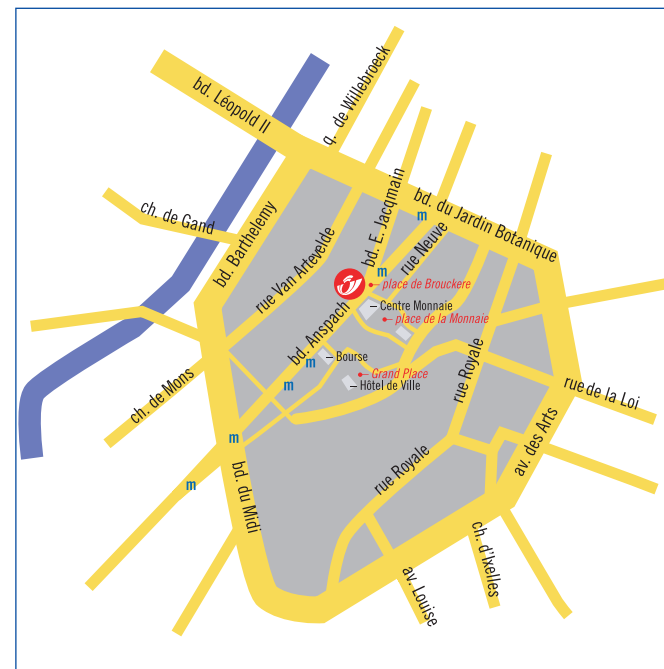 q. de Willebroeck
bd. Léopold II
bd. E. Jacqmain
ch. de Gand
bd. du Jardin Botanique
m
bd. Barthelemy
rue Van Artevelde
rue Neuve
m
place de Brouckere
Centre Monnaie
place de la Monnaie
bd. Anspach
Bourse
m
rue Royale
Grand Place
m
Hôtel de Ville
ch. de Mons
rue de la Loi
av. des Arts
m
rue Royale
bd. du Midi
m
ch. d'Ixelles
av. Louise